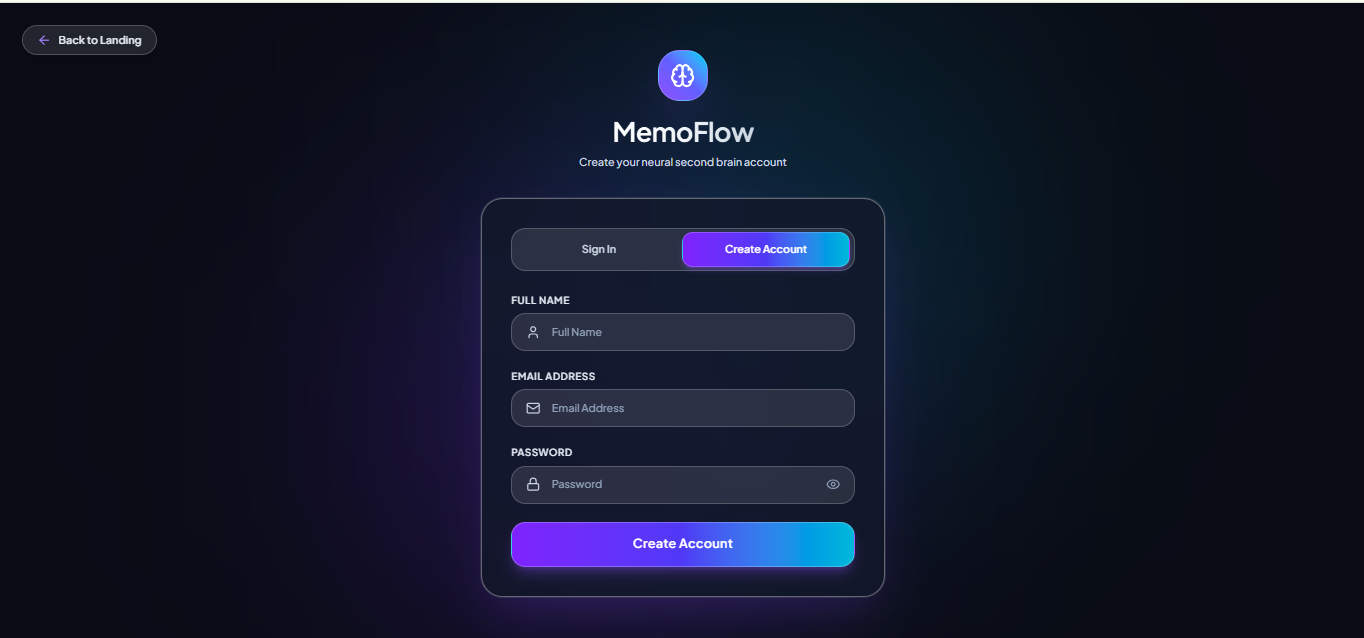 Back to Landing
MemoFlow
Create your neural second brain account
Sign In
Create Account
FULL NAME
Full Name
EMAIL ADDRESS
Email Address
PASSWORD
Password
Create Account